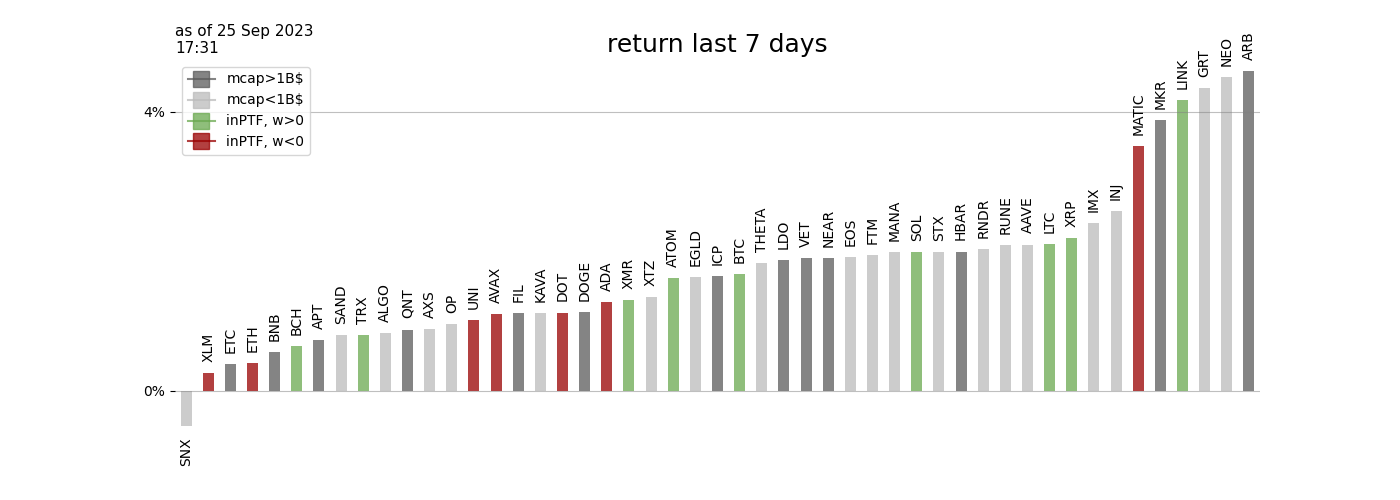 as of 25 Sep 2023
17:31
return last 7 days
mcap>1B$
mcap<1B$
inPTF, w>0
inPTF, w<0
4%
0%
SNX
XLM
ETC
ETH
BNB
BCH
APT
SAND
TRX
ALGO
QNT
AXS
OP
UNI
AVAX
FIL
KAVA
DOT
DOGE
ADA
XMR
XTZ
ATOM
EGLD
ICP
BTC
THETA
LDO
VET
NEAR
EOS
FTM
MANA
SOL
STX
HBAR
RNDR
RUNE
AAVE
LTC
XRP
IMX
INJ
MATIC
MKR
LINK
GRT
NEO
ARB